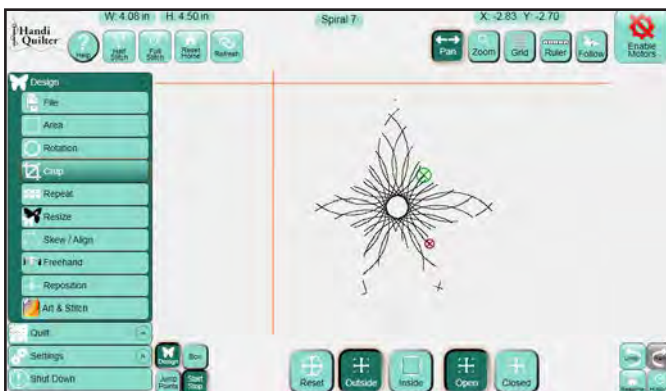 W: 4.08 in H: 4.50 in Spiral 7 X: -2.83 Y: -2.70
Handi Quilter
Help
Half Stitch
Full Stitch
Reset Home
Refresh
Pan
Zoom
Grid
Ruler
Follow
Enable Motors
Design
File
Area
Rotation
Crop
Repeat
Resize
Skew / Align
Freehand
Reposition
Art & Stitch
Quilt
Settings
Shut Down
Design
Box
Jump Points
Start Stop
Reset
Outside
Inside
Open
Closed